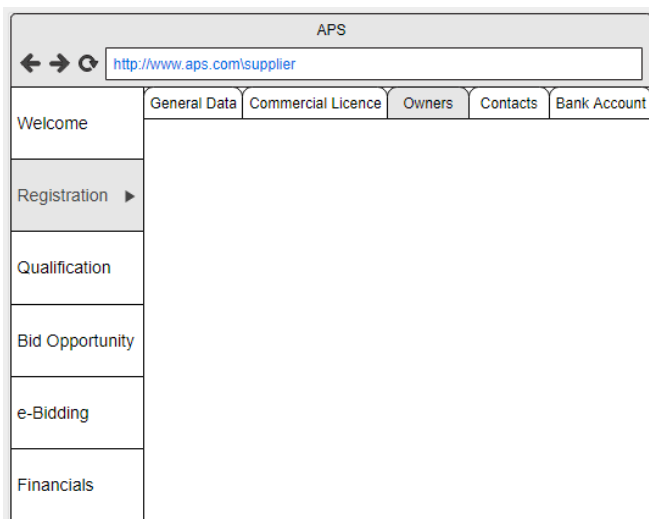 APS
http://www.aps.com\supplier
General Data Commercial Licence Owners Contacts Bank Account
Welcome
Registration
Qualification
Bid Opportunity
e-Bidding
Financials